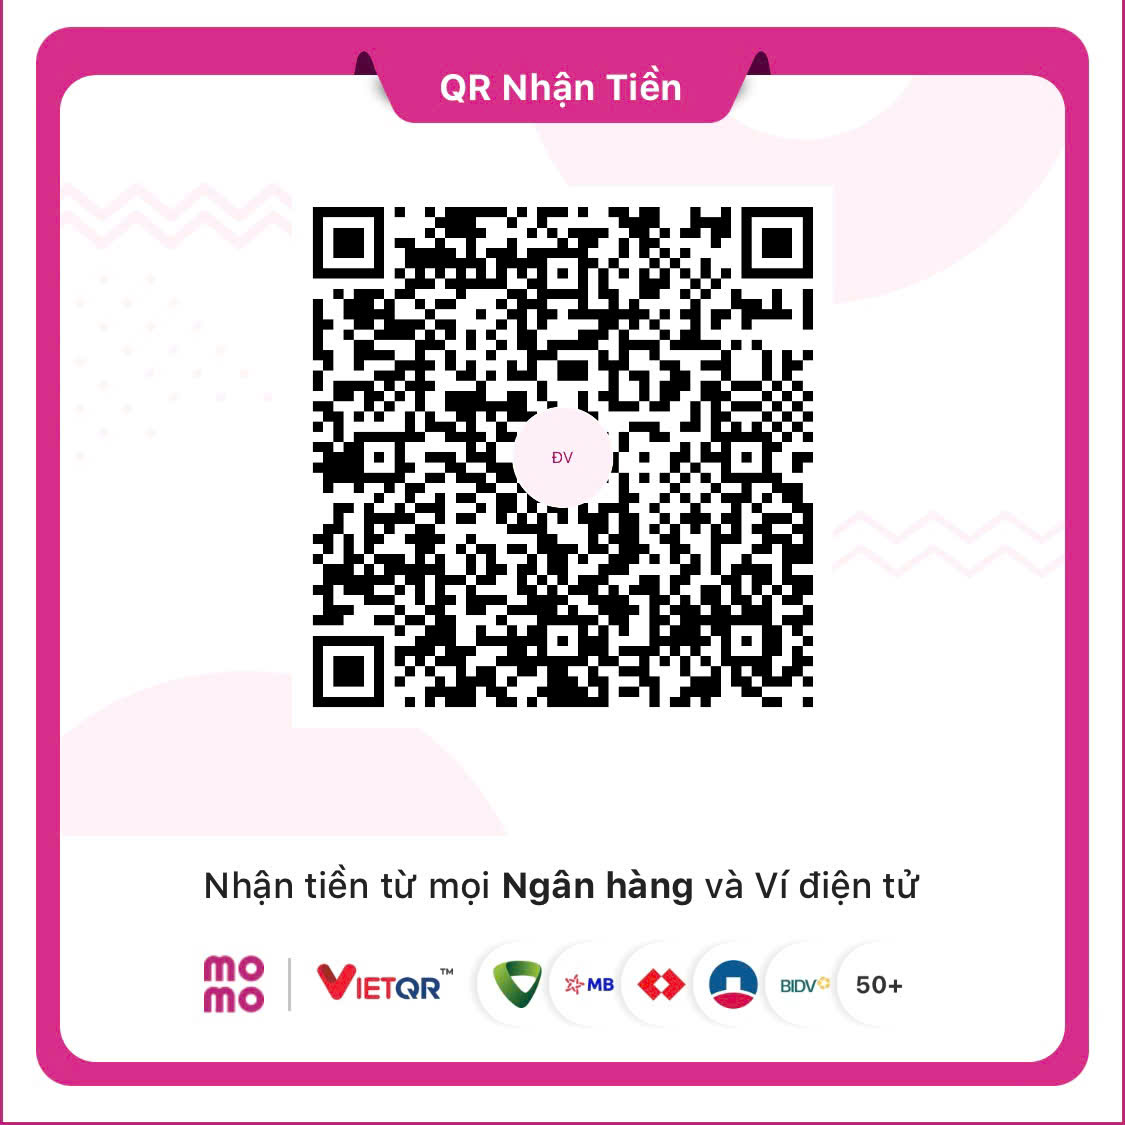 QR Nhận Tiền
ĐV
Nhận tiền từ mọi Ngân hàng và Ví điện tử
mo
mo
VIETQR™
MB
BIDV
50+